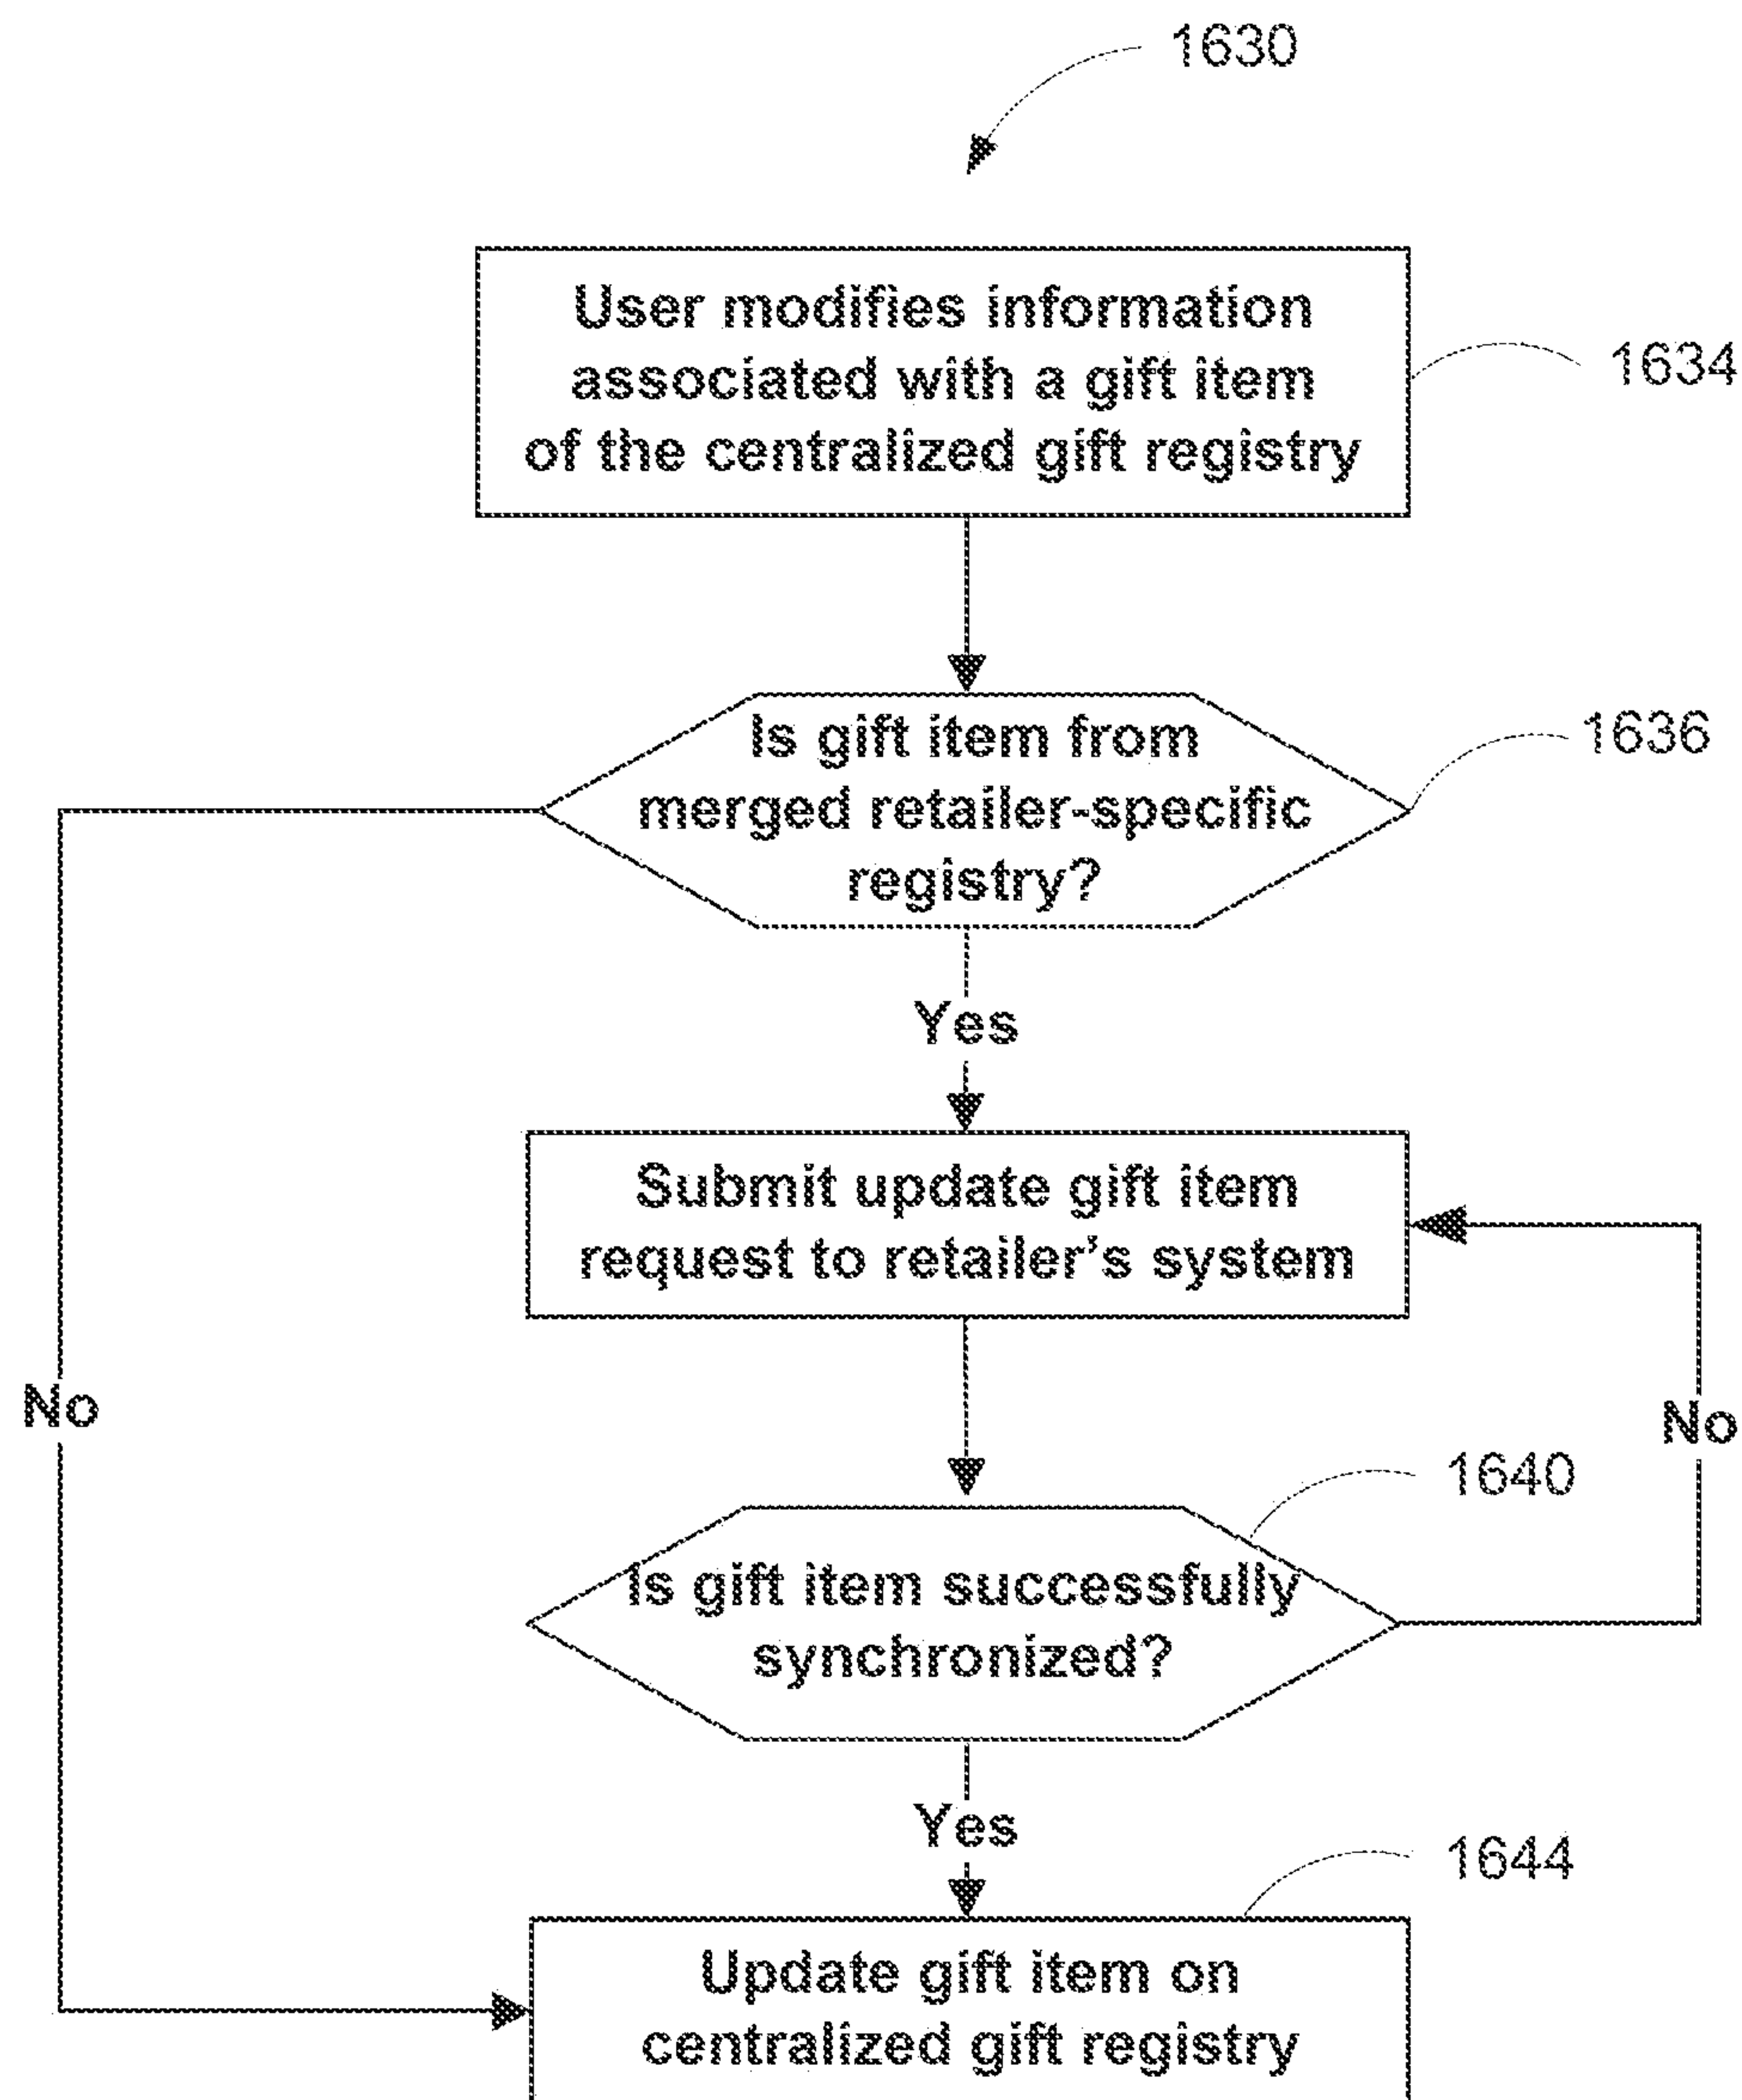 1630
User modifies information
associated with a gift item
of the centralized gift registry
1634
Is gift item from
merged retailer-specific
registry?
1636
Yes
Submit update gift item
request to retailer's system
No
No
1640
Is gift item successfully
synchronized?
Yes
1644
Update gift item on
centralized gift registry